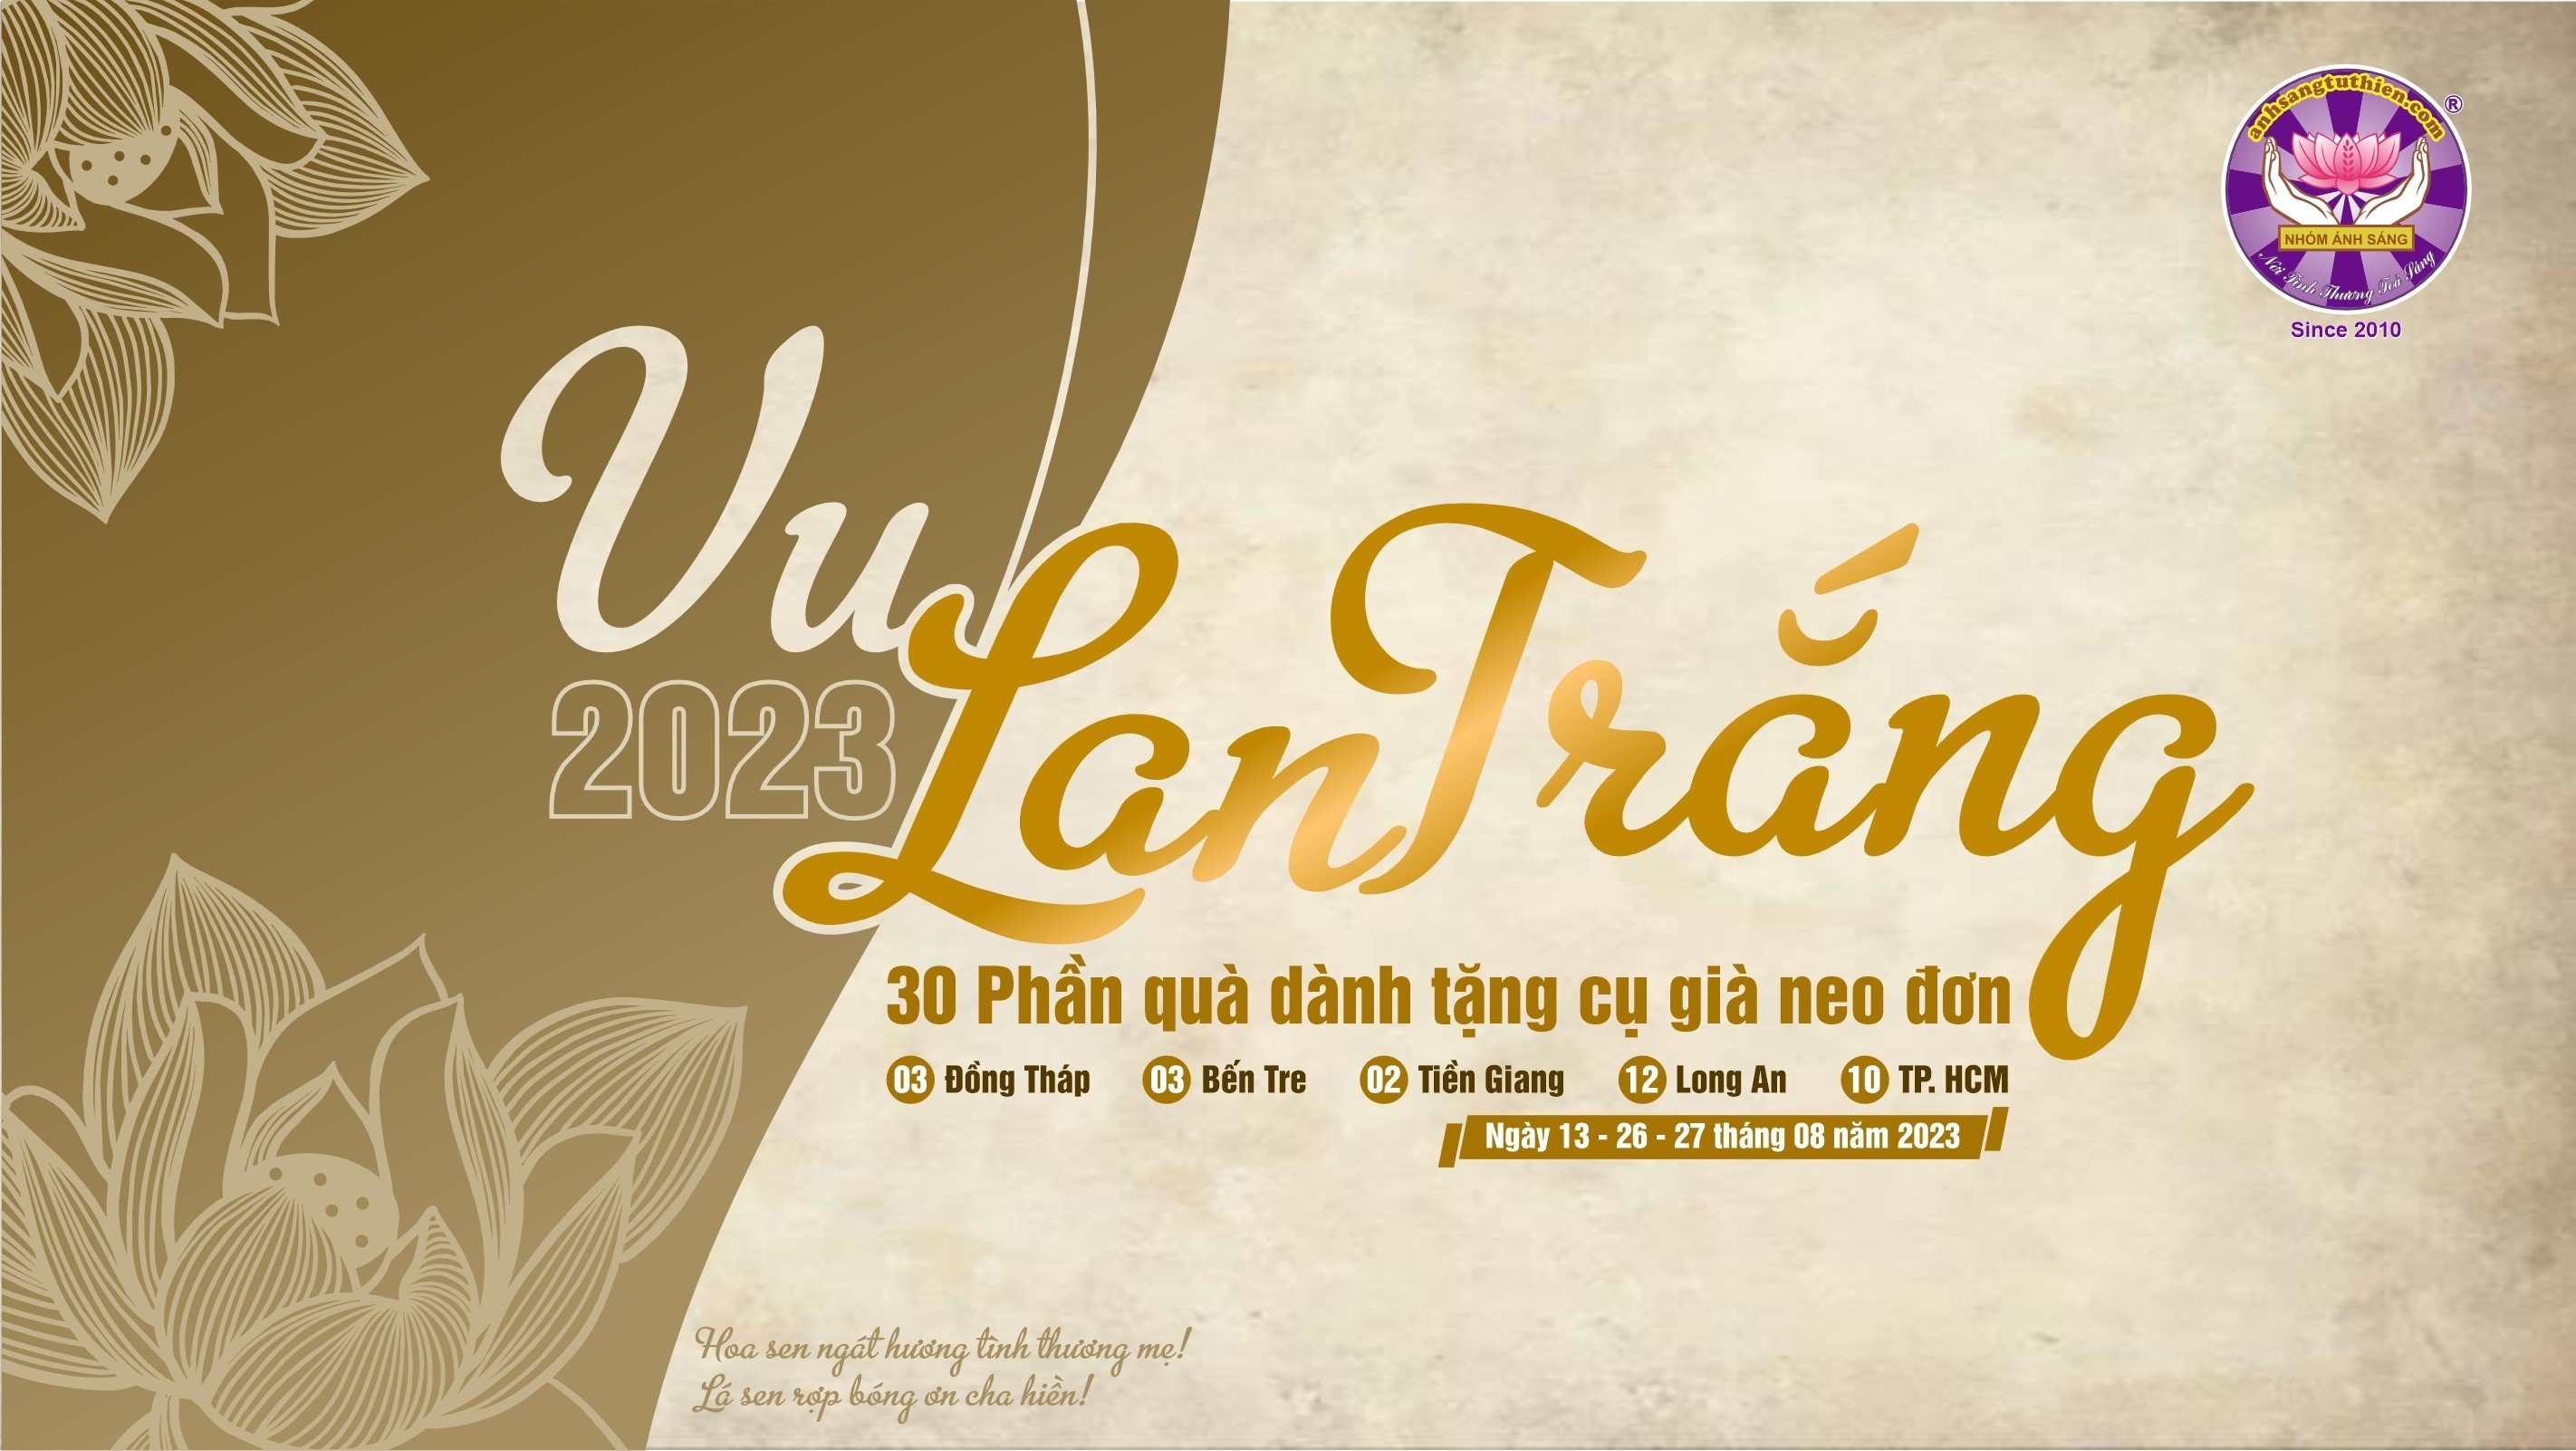 anhsangtuthien.com
®
NHÓM ÁNH SÁNG
Nơi Tình Thương Toả Sáng
Since 2010
Vu
Lan Trắng
2023
30 Phần quà dành tặng cụ già neo đơn
03 Đồng Tháp 03 Bến Tre 02 Tiền Giang 12 Long An 10 TP. HCM
Ngày 13 - 26 - 27 tháng 08 năm 2023
Hoa sen ngát hương tình thương mẹ!
Lá sen rợp bóng ơn cha hiền!